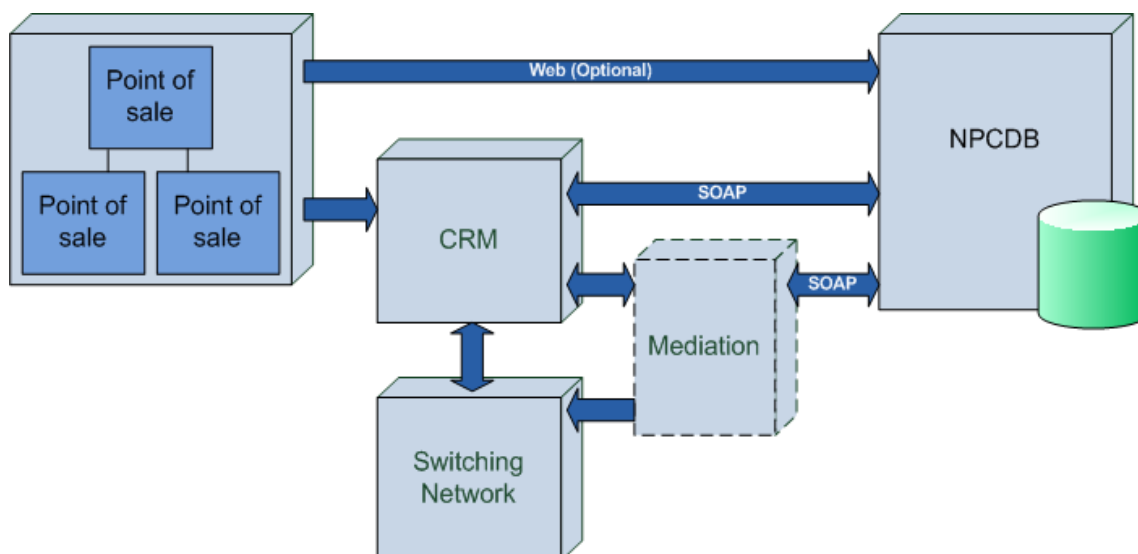 Point of
sale
Point of
sale
Point of
sale
Web (Optional)
NPCDB
CRM
SOAP
Mediation
SOAP
Switching
Network